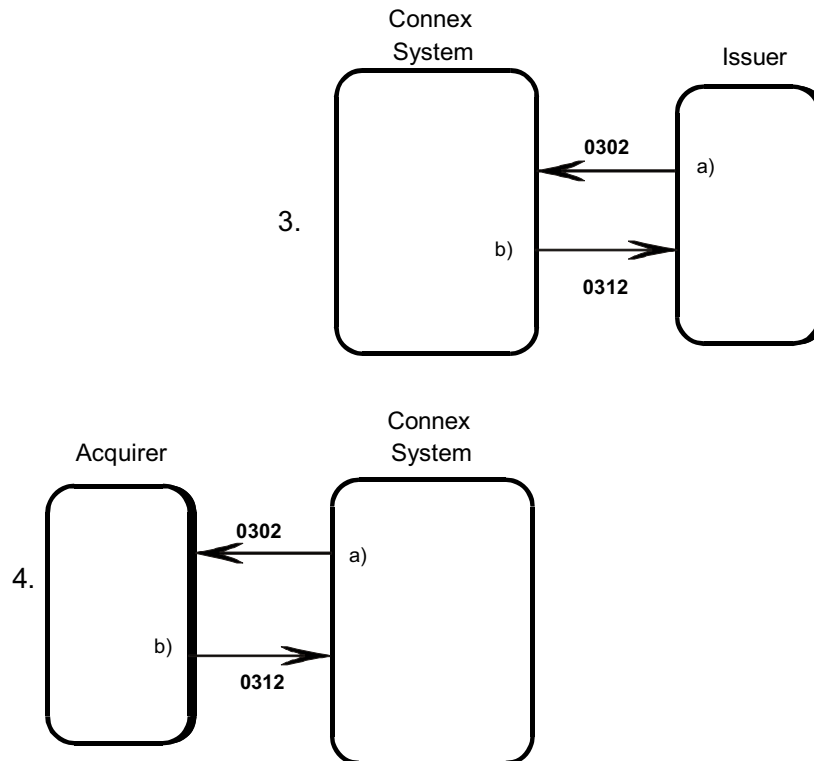 Connex
System
Issuer
0302
a)
3.
b)
0312
Connex
System
Acquirer
0302
a)
4.
b)
0312